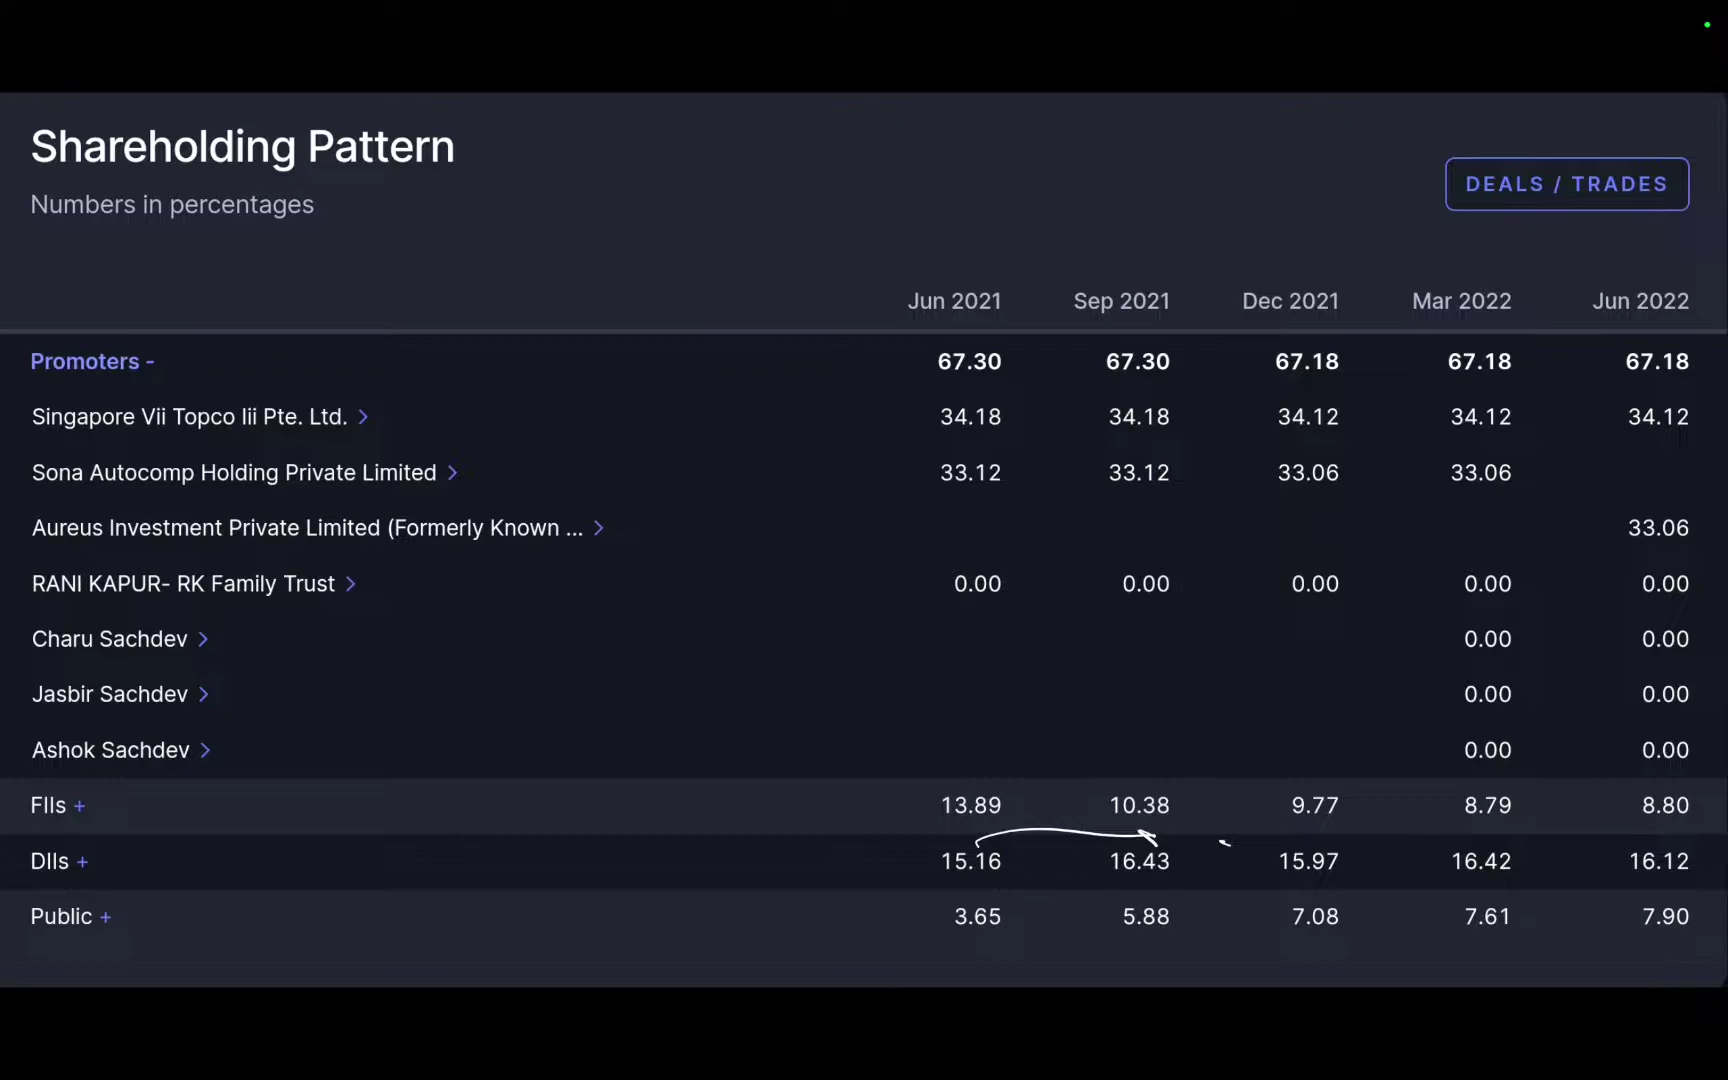 Shareholding Pattern
Numbers in percentages
DEALS / TRADES
Jun 2021 Sep 2021 Dec 2021 Mar 2022 Jun 2022
Promoters - 67.30 67.30 67.18 67.18 67.18
Singapore Vii Topco Iii Pte. Ltd. > 34.18 34.18 34.12 34.12 34.12
Sona Autocomp Holding Private Limited > 33.12 33.12 33.06 33.06
Aureus Investment Private Limited (Formerly Known ... > 33.06
RANI KAPUR- RK Family Trust > 0.00 0.00 0.00 0.00 0.00
Charu Sachdev > 0.00 0.00
Jasbir Sachdev > 0.00 0.00
Ashok Sachdev > 0.00 0.00
FIIs + 13.89 10.38 9.77 8.79 8.80
DIIs + 15.16 16.43 15.97 16.42 16.12
Public + 3.65 5.88 7.08 7.61 7.90